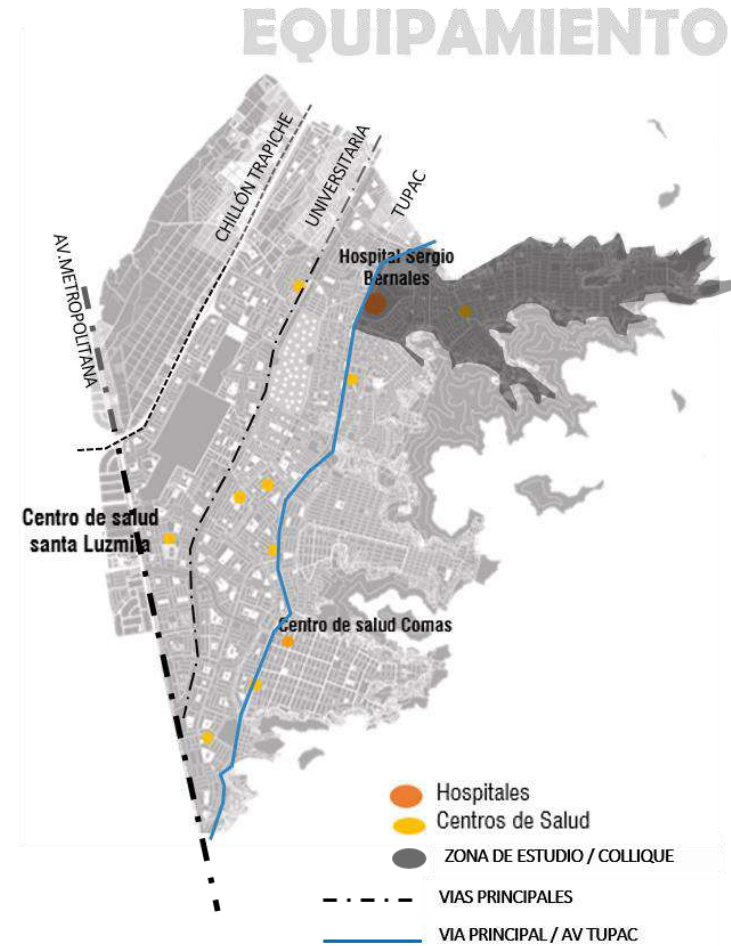 EQUIPAMIENTO
CHILLÓN TRAPICHE
UNIVERSITARIA
TUPAC
AV.METROPOLITANA
Hospital Sergio
Bernales
Centro de salud
santa Luzmila
Centro de salud Comas
Hospitales
Centros de Salud
ZONA DE ESTUDIO / COLLIQUE
VIAS PRINCIPALES
VIA PRINCIPAL / AV TUPAC